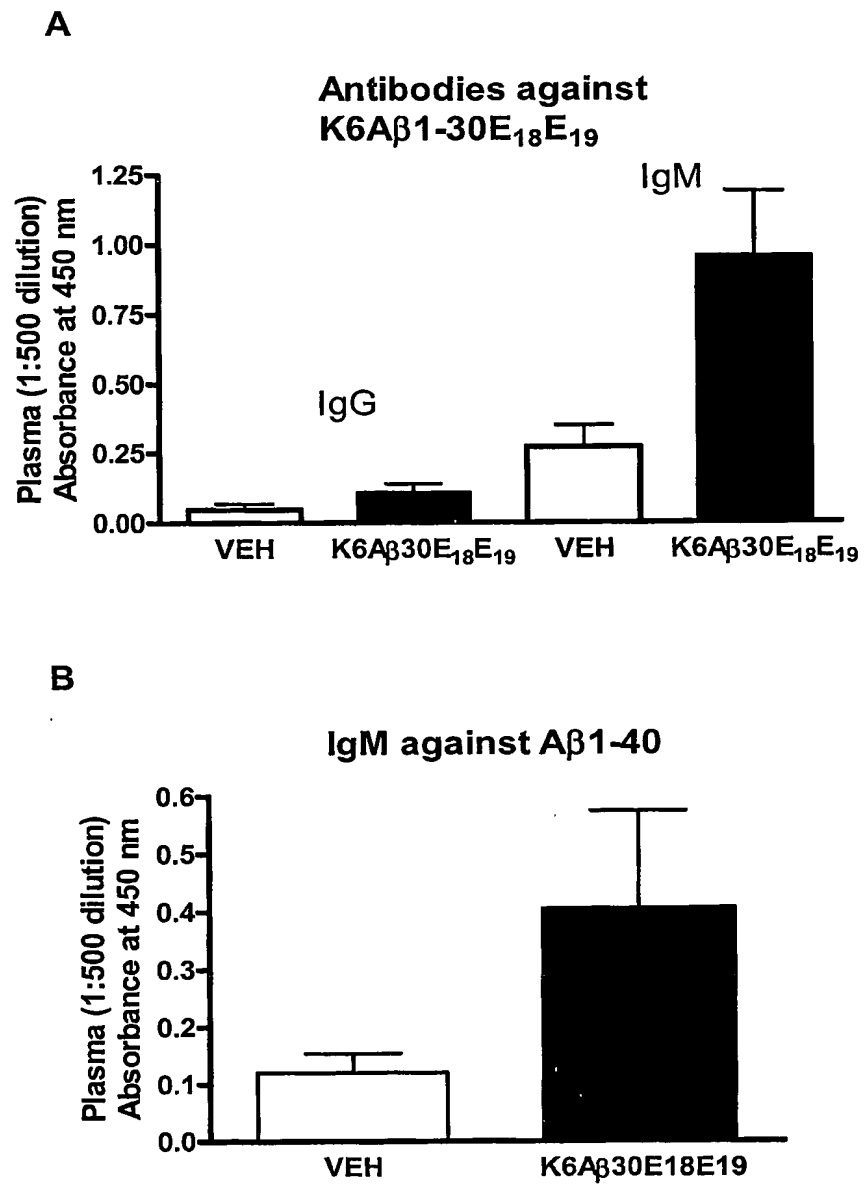 A
Antibodies against
K6Aβ1-30E₁₈E₁₉
Plasma (1:500 dilution)
Absorbance at 450 nm
1.25
1.00
0.75
0.50
0.25
0.00
IgG
IgM
VEH K6Aβ30E₁₈E₁₉ VEH K6Aβ30E₁₈E₁₉
B
IgM against Aβ1-40
Plasma (1:500 dilution)
Absorbance at 450 nm
0.6
0.5
0.4
0.3
0.2
0.1
0.0
VEH K6Aβ30E18E19